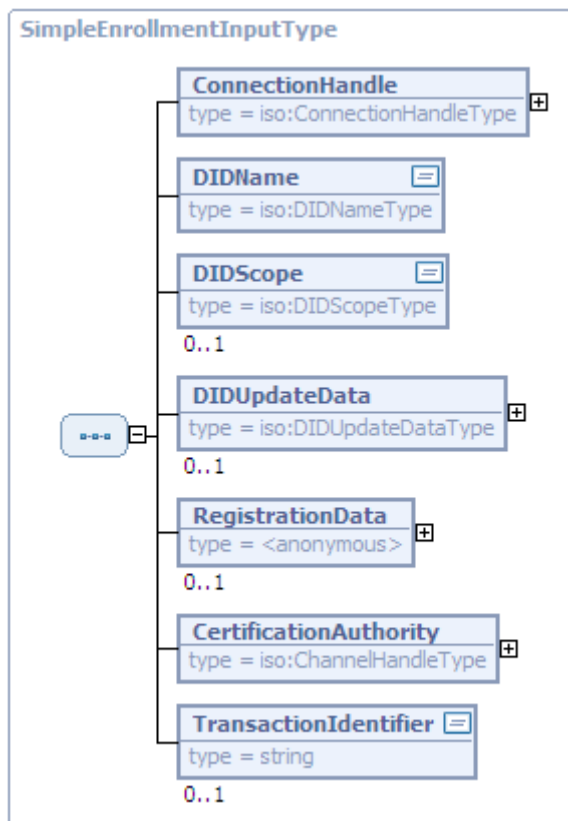 SimpleEnrollmentInputType
ConnectionHandle
type = iso:ConnectionHandleType
DIDName
type = iso:DIDNameType
DIDScope
type = iso:DIDScopeType
0..1
DIDUpdateData
type = iso:DIDUpdateDataType
0..1
RegistrationData
type = <anonymous>
0..1
CertificationAuthority
type = iso:ChannelHandleType
TransactionIdentifier
type = string
0..1